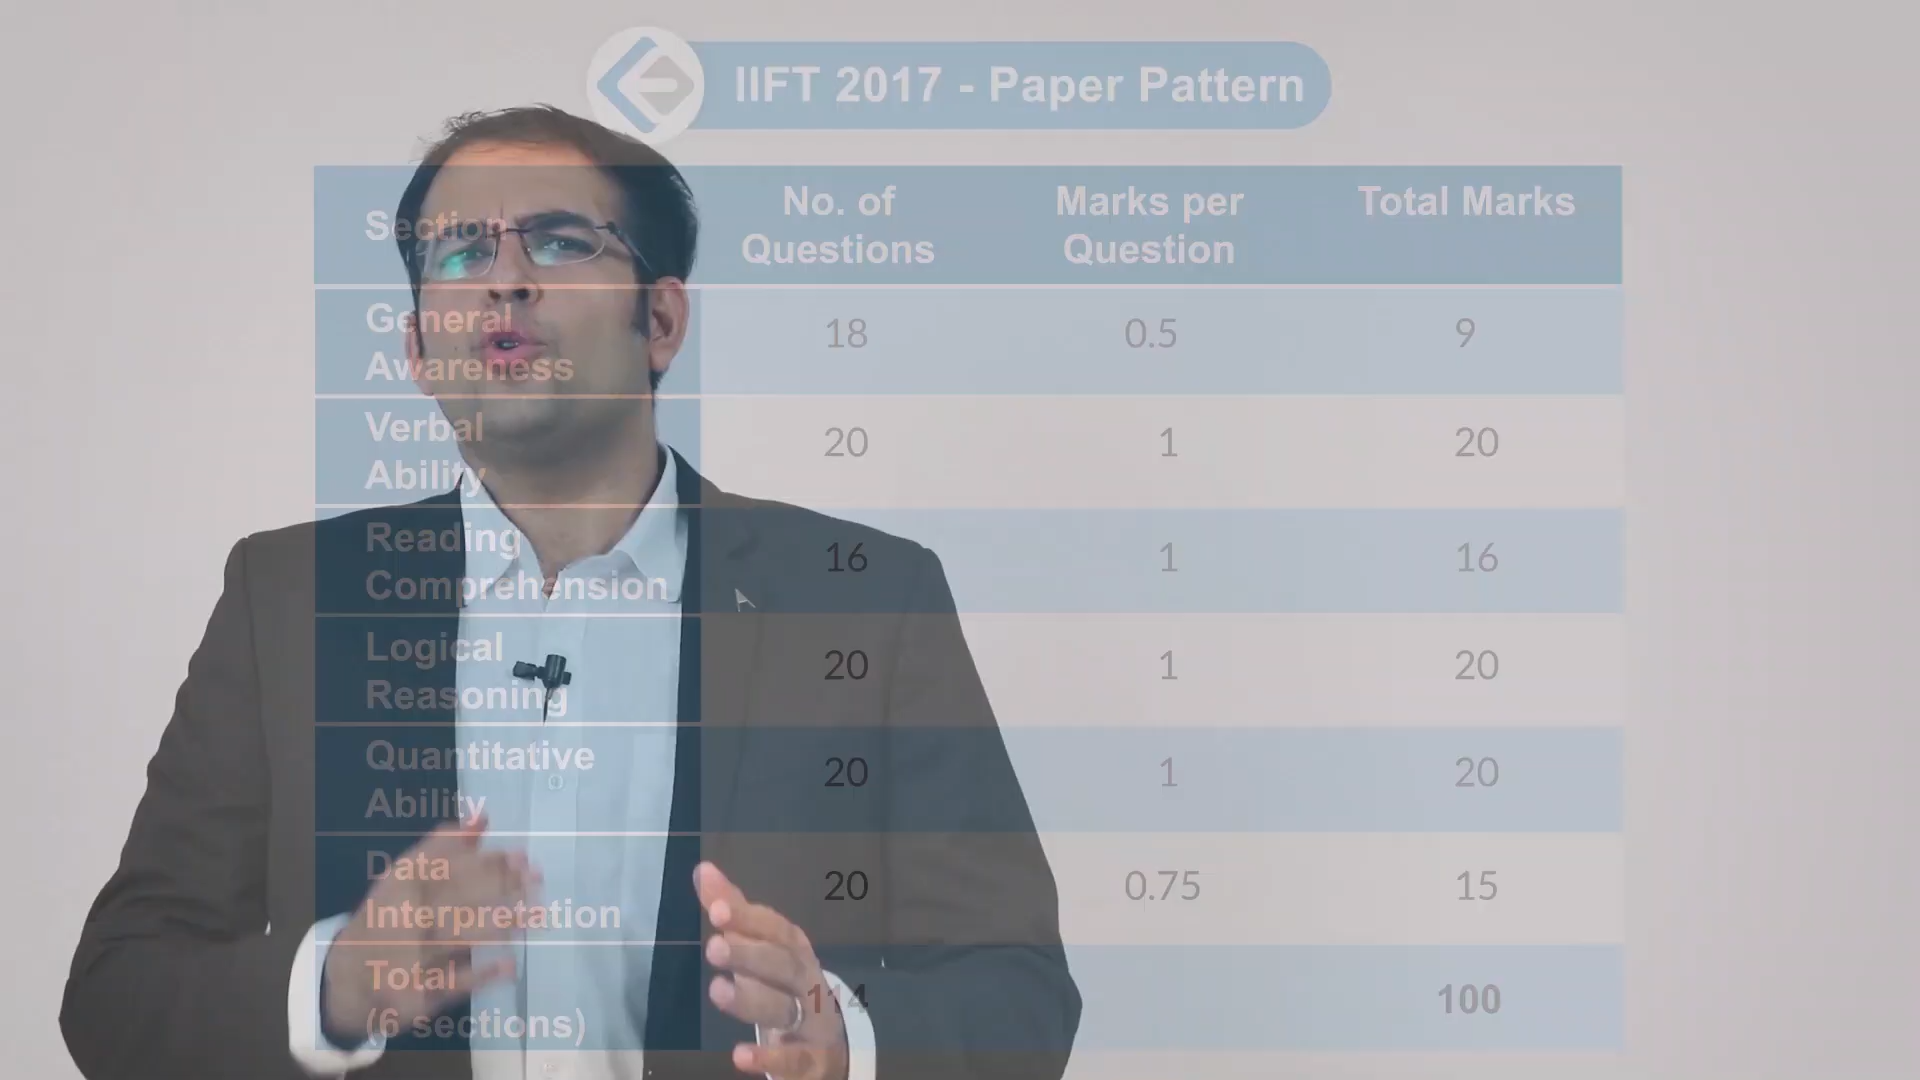 IIFT 2017 - Paper Pattern
Section
No. of
Questions
Marks per
Question
Total Marks
General
Awareness
18
0.5
9
Verbal
Ability
20
1
20
Reading
Comprehension
16
1
16
Logical
Reasoning
20
1
20
Quantitative
Ability
20
1
20
Data
Interpretation
20
0.75
15
Total
(6 sections)
114
100